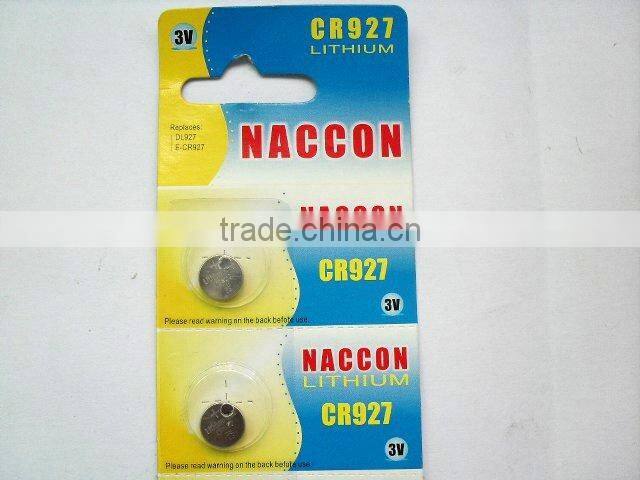 3V
CR927
LITHIUM
Replaces:
DL927
E-CR927
NACCON
NACCON
trade.china.cn
CR927
3V
Please read warning on the back before use.
NACCON
LITHIUM
CR927
3V
Please read warning on the back before use.